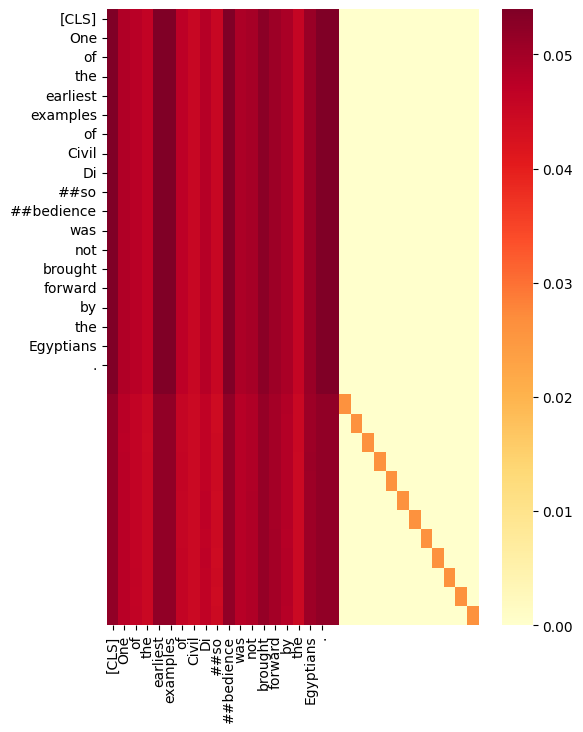 [CLS]
One
of
the
earliest
examples
of
Civil
Di
##so
##bedience
was
not
brought
forward
by
the
Egyptians
.
0.05
0.04
0.03
0.02
0.01
0.00
[CLS]
One
of
the
earliest
examples
of
Civil
Di
##so
##bedience
was
not
brought
forward
by
the
Egyptians
.